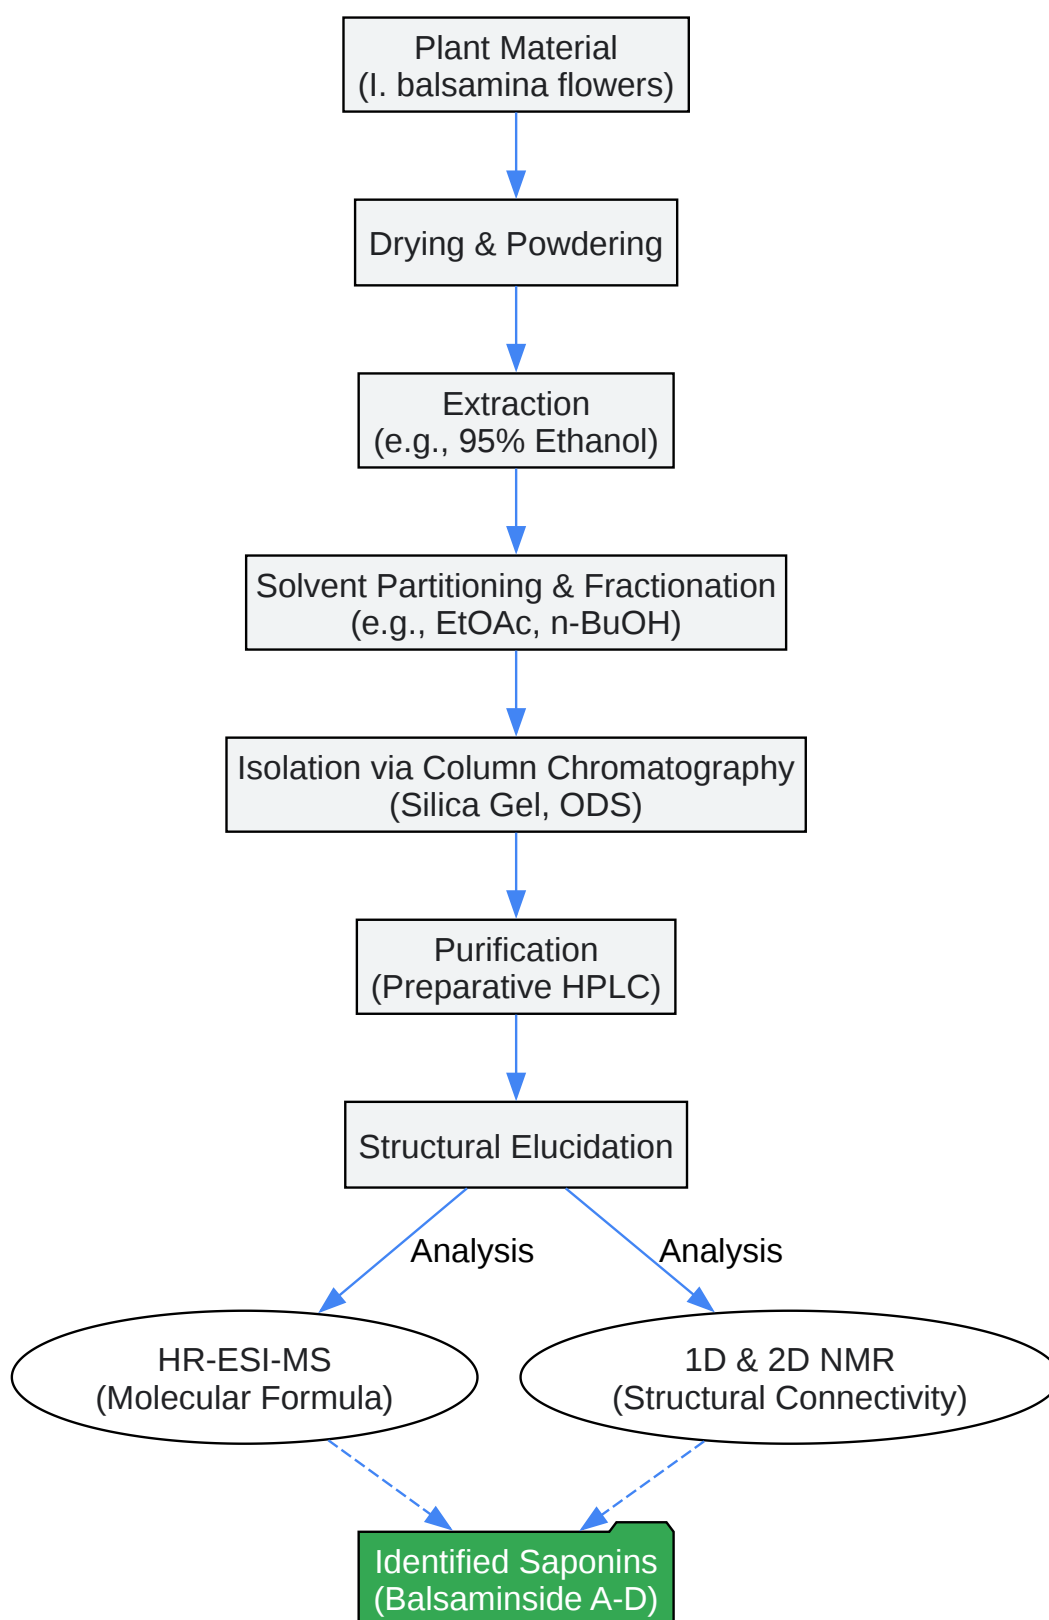 Plant Material
(I. balsamina flowers)
Drying & Powdering
Extraction
(e.g., 95% Ethanol)
Solvent Partitioning & Fractionation
(e.g., EtOAc, n-BuOH)
Isolation via Column Chromatography
(Silica Gel, ODS)
Purification
(Preparative HPLC)
Structural Elucidation
Analysis
Analysis
HR-ESI-MS
(Molecular Formula)
1D & 2D NMR
(Structural Connectivity)
Identified Saponins
(Balsaminside A-D)